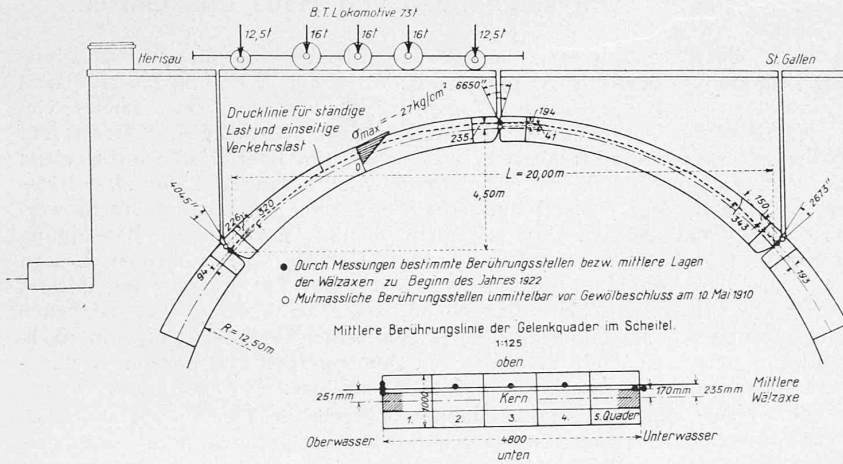 B.T. Lokomotive 73t
12,5t 16t 16t 16t 12,5t
Herisau
St. Gallen
6650"
194
Drucklinie für ständige
Last und einseitige
Verkehrslast
σmax = -27kg/cm²
0
235
41
L = 20,00m
4,50m
4045"
226
320
84
150
2673"
343
193
R=12,50m
● Durch Messungen bestimmte Berührungsstellen bezw. mittlere Lagen
der Wälzaxen zu Beginn des Jahres 1922
○ Mutmassliche Berührungsstellen unmittelbar vor Gewölbeschluss am 10. Mai 1910
Mittlere Berührungslinie der Gelenkquader im Scheitel.
1:125
oben
251mm
1000
Kern
170mm
235mm
Mittlere
Wälzaxe
1. 2. 3. 4. 5. Quader
Oberwasser
4800
Unterwasser
unten